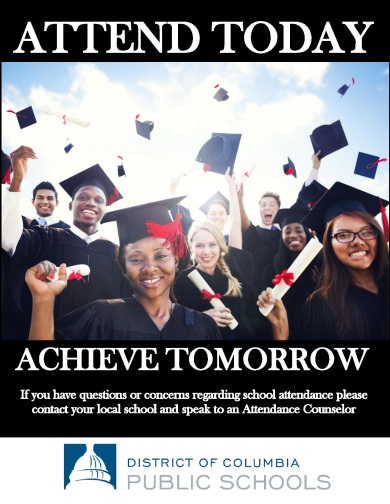 ATTEND TODAY
ACHIEVE TOMORROW
If you have questions or concerns regarding school attendance please
contact your local school and speak to an Attendance Counselor
DISTRICT OF COLUMBIA
PUBLIC SCHOOLS